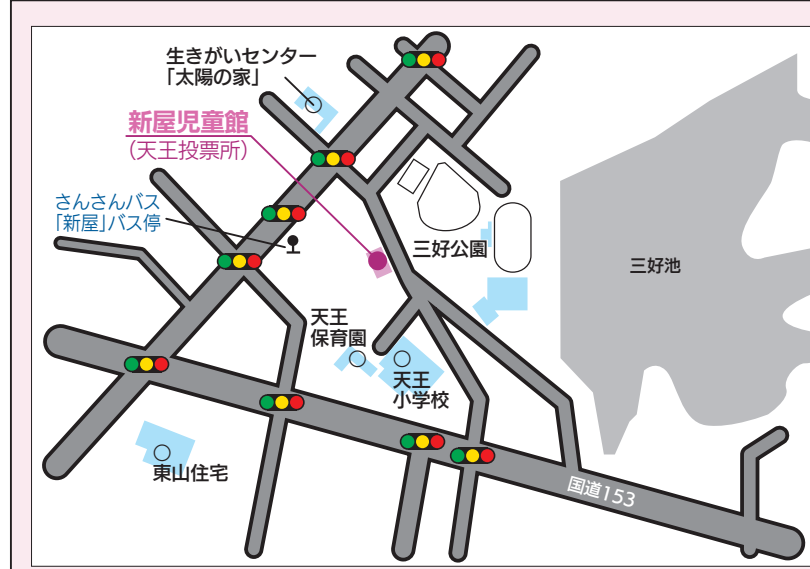 生きがいセンター
「太陽の家」
新屋児童館
(天王投票所)
さんさんバス
「新屋」バス停
三好公園
三好池
天王
保育園
天王
小学校
東山住宅
国道153